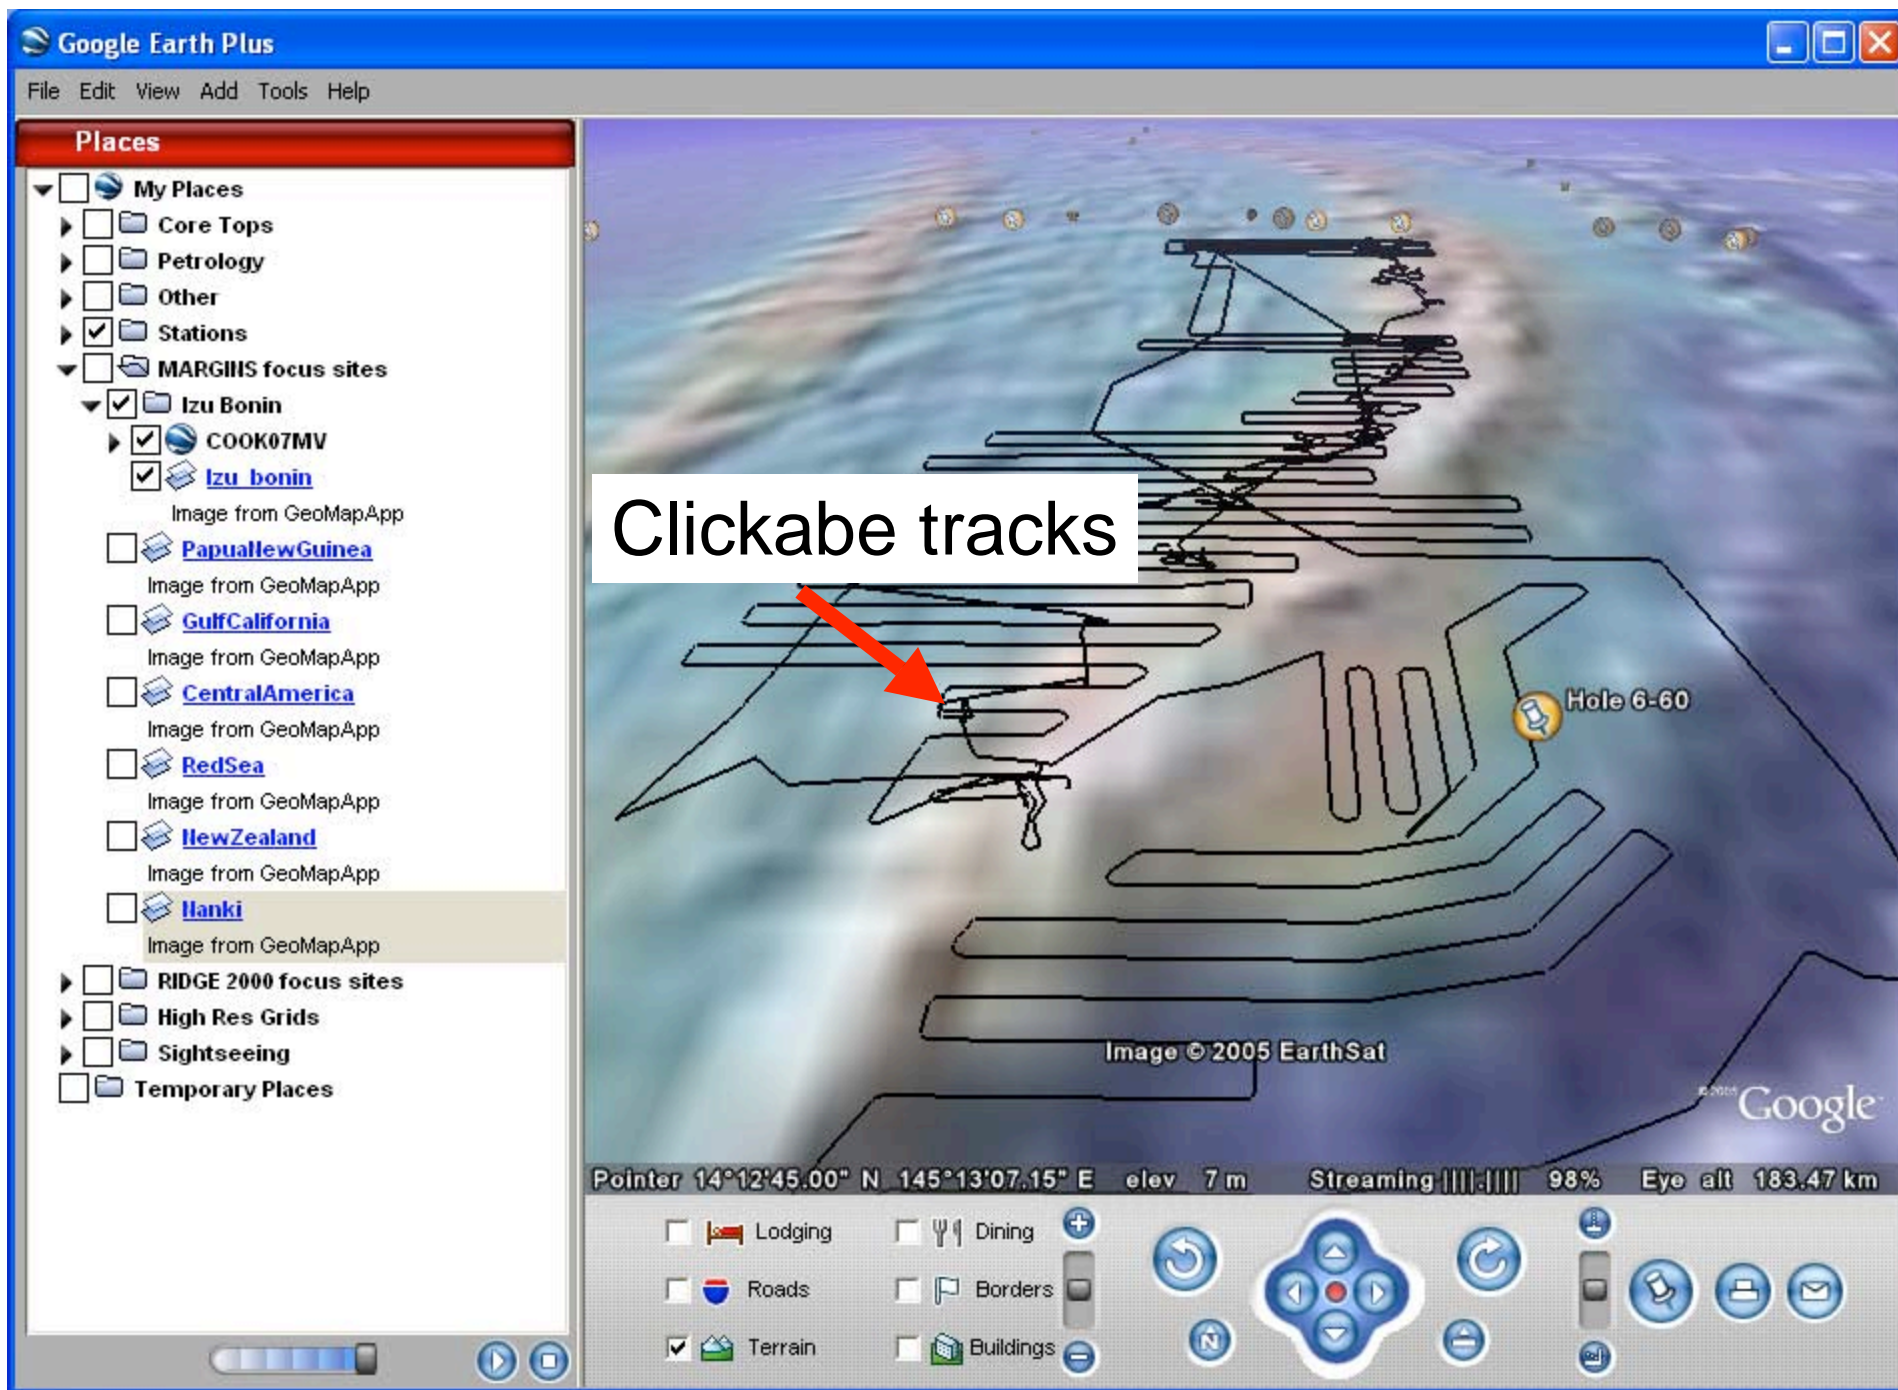 Google Earth Plus
File Edit View Add Tools Help
Places
My Places
Core Tops
Petrology
Other
Stations
MARGINS focus sites
Izu Bonin
COOK07MV
Izu_bonin
Image from GeoMapApp
PapuaNewGuinea
Image from GeoMapApp
GulfCalifornia
Image from GeoMapApp
CentralAmerica
Image from GeoMapApp
RedSea
Image from GeoMapApp
NewZealand
Image from GeoMapApp
Nanki
Image from GeoMapApp
RIDGE 2000 focus sites
High Res Grids
Sightseeing
Temporary Places
Clickabe tracks
Hole 6-60
Image © 2005 EarthSat
©2005 Google
Pointer 14°12'45.00" N 145°13'07.15" E elev 7 m Streaming ||||:|||| 98% Eye alt 183.47 km
Lodging Dining
Roads Borders
N
Terrain Buildings